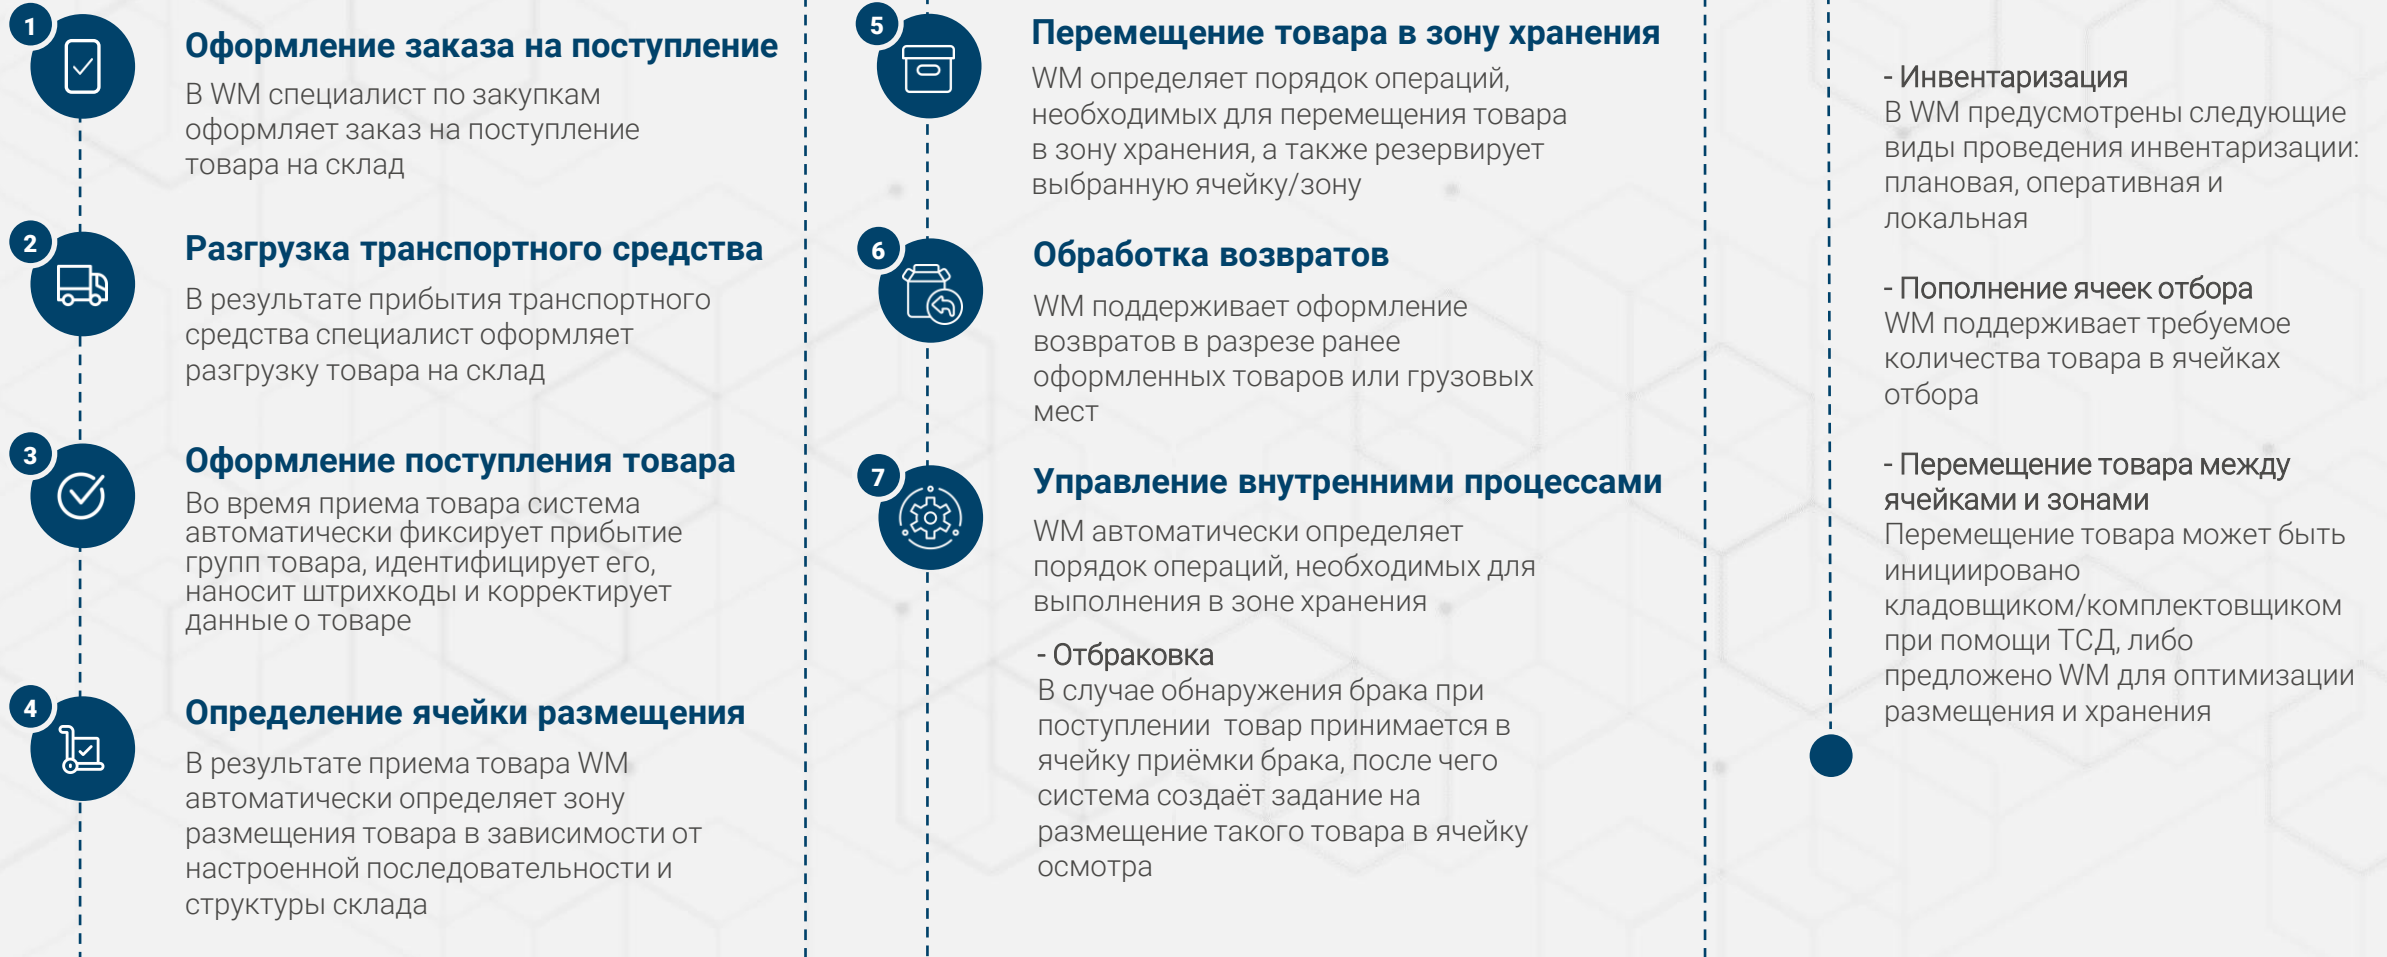 1
Оформление заказа на поступление
В WM специалист по закупкам
оформляет заказ на поступление
товара на склад
2
Разгрузка транспортного средства
В результате прибытия транспортного
средства специалист оформляет
разгрузку товара на склад
3
Оформление поступления товара
Во время приема товара система
автоматически фиксирует прибытие
групп товара, идентифицирует его,
наносит штрихкоды и корректирует
данные о товаре
4
Определение ячейки размещения
В результате приема товара WM
автоматически определяет зону
размещения товара в зависимости от
настроенной последовательности и
структуры склада
5
Перемещение товара в зону хранения
WM определяет порядок операций,
необходимых для перемещения товара
в зону хранения, а также резервирует
выбранную ячейку/зону
6
Обработка возвратов
WM поддерживает оформление
возвратов в разрезе ранее
оформленных товаров или грузовых
мест
7
Управление внутренними процессами
WM автоматически определяет
порядок операций, необходимых для
выполнения в зоне хранения
- Отбраковка
В случае обнаружения брака при
поступлении товар принимается в
ячейку приёмки брака, после чего
система создаёт задание на
размещение такого товара в ячейку
осмотра
- Инвентаризация
В WM предусмотрены следующие
виды проведения инвентаризации:
плановая, оперативная и
локальная
- Пополнение ячеек отбора
WM поддерживает требуемое
количества товара в ячейках
отбора
- Перемещение товара между
ячейками и зонами
Перемещение товара может быть
инициировано
кладовщиком/комплектовщиком
при помощи ТСД, либо
предложено WM для оптимизации
размещения и хранения